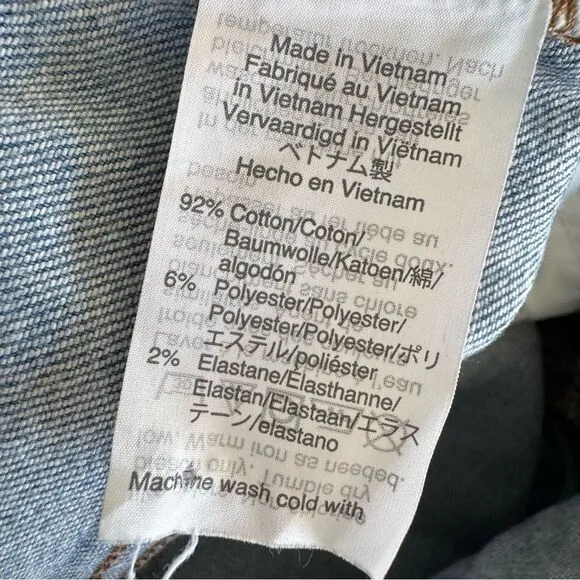 Made in Vietnam
Fabriqué au Vietnam
in Vietnam Hergestellt
Vervaardigd in Viëtnam
ベトナム製
Hecho en Vietnam
92% Cotton/Coton/
Baumwolle/Katoen/綿/
algodón
6% Polyester/Polyester/
Polyester/Polyester/ポリ
エステル/poliéster
2% Elastane/Elasthanne/
Elastan/Elastaan/エラス
テーン/elastano
Machine wash cold with